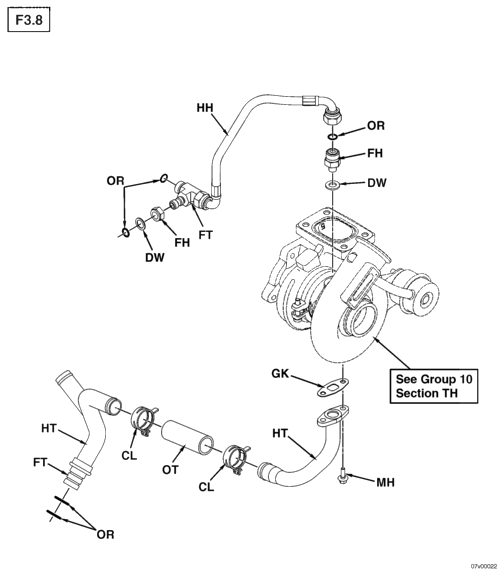 F3.8
HH
OR
FH
DW
OR
DW
FH
FT
See Group 10
Section TH
GK
HT
CL
OT
CL
HT
FT
MH
OR
07v00022